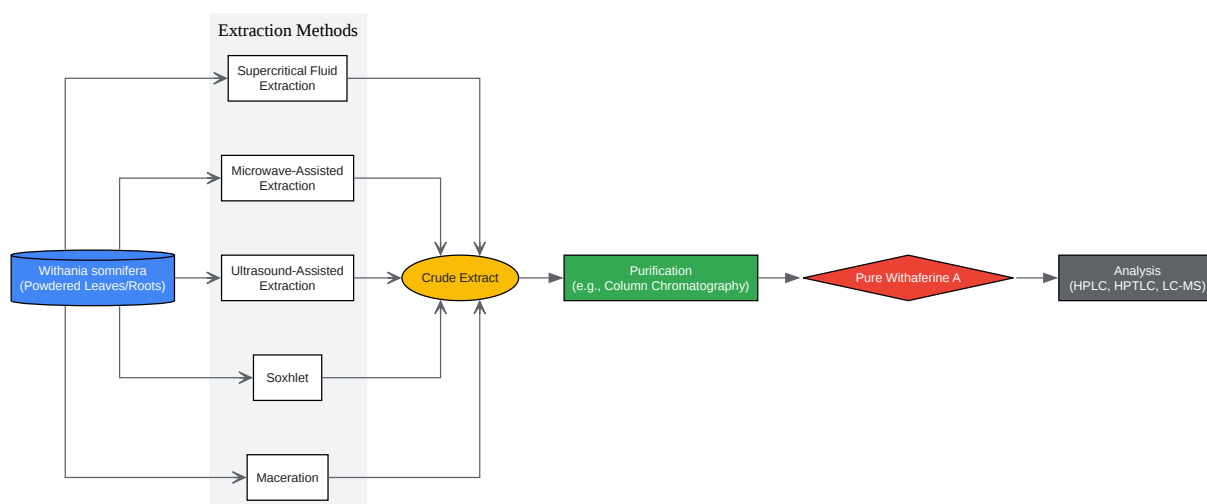 Extraction Methods
Supercritical Fluid
Extraction
Microwave-Assisted
Extraction
Withania somnifera
(Powdered Leaves/Roots)
Ultrasound-Assisted
Extraction
Crude Extract
Purification
(e.g., Column Chromatography)
Pure Withaferine A
Analysis
(HPLC, HPTLC, LC-MS)
Soxhlet
Maceration